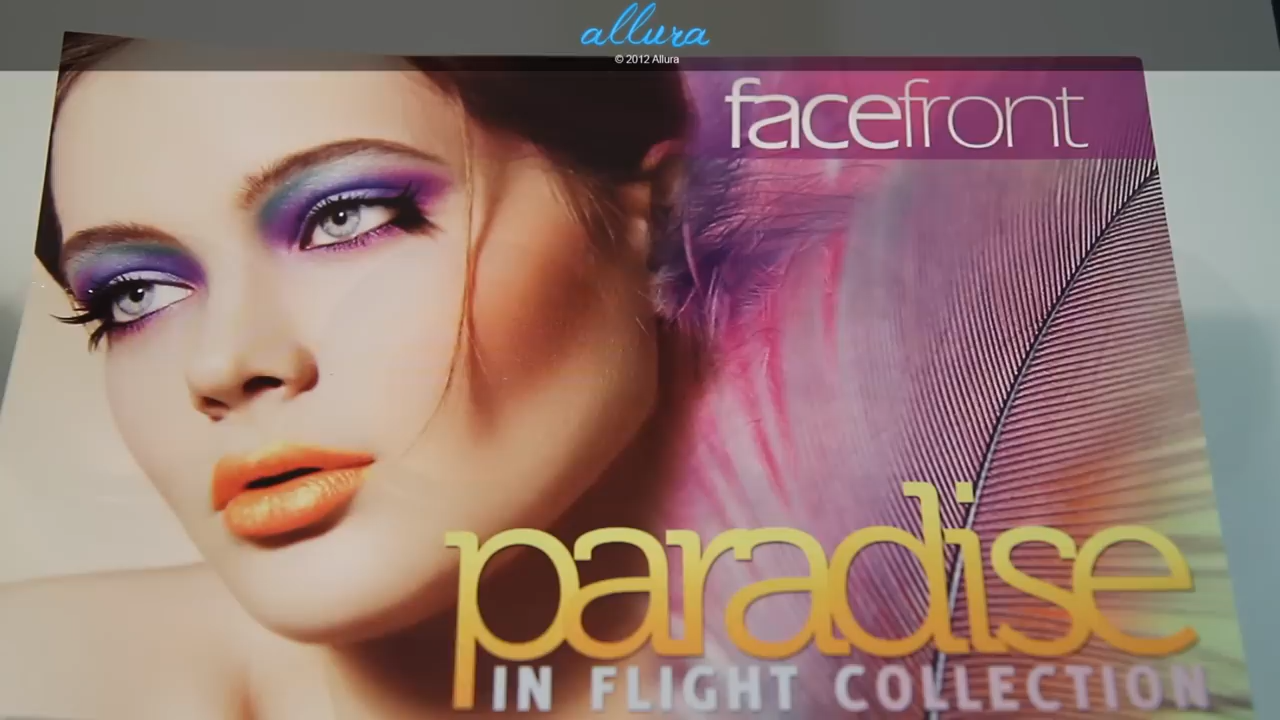 allura
© 2012 Allura
facefront
paradise
IN FLIGHT COLLECTION